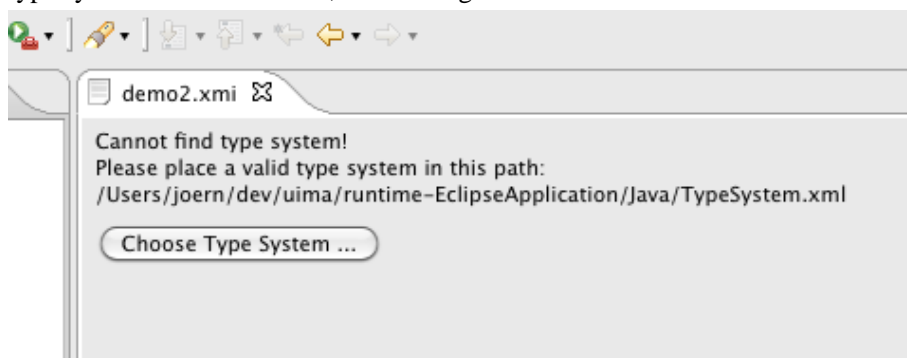 demo2.xmi
Cannot find type system!
Please place a valid type system in this path:
/Users/joern/dev/uima/runtime-EclipseApplication/Java/TypeSystem.xml
Choose Type System ...